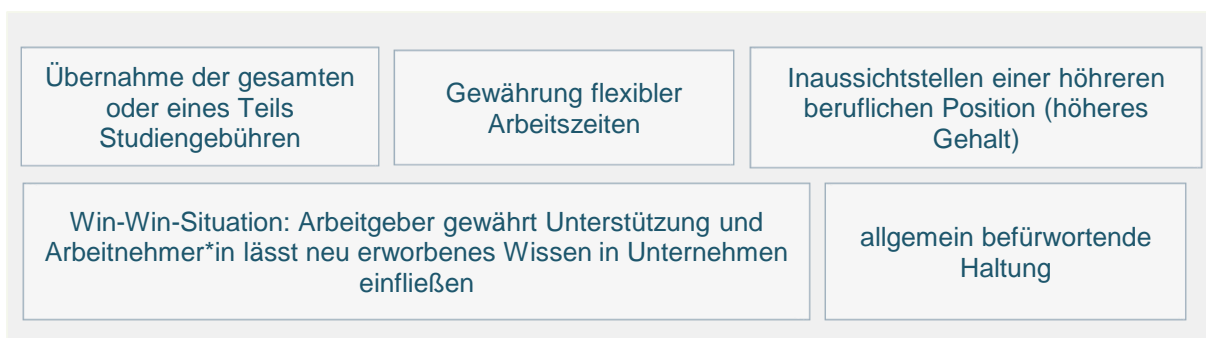 Übernahme der gesamten
oder eines Teils
Studiengebühren
Gewährung flexibler
Arbeitszeiten
Inaussichtstellen einer höhreren
beruflichen Position (höheres
Gehalt)
Win-Win-Situation: Arbeitgeber gewährt Unterstützung und
Arbeitnehmer*in lässt neu erworbenes Wissen in Unternehmen
einfließen
allgemein befürwortende
Haltung